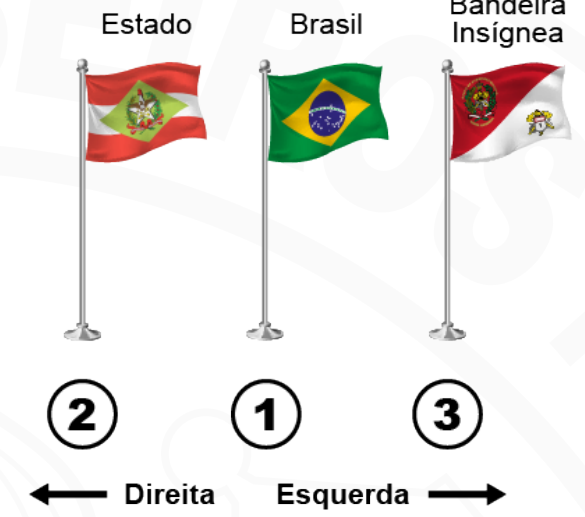 Estado
Brasil
Bandeira
Insígnea
2
1
3
Direita
Esquerda